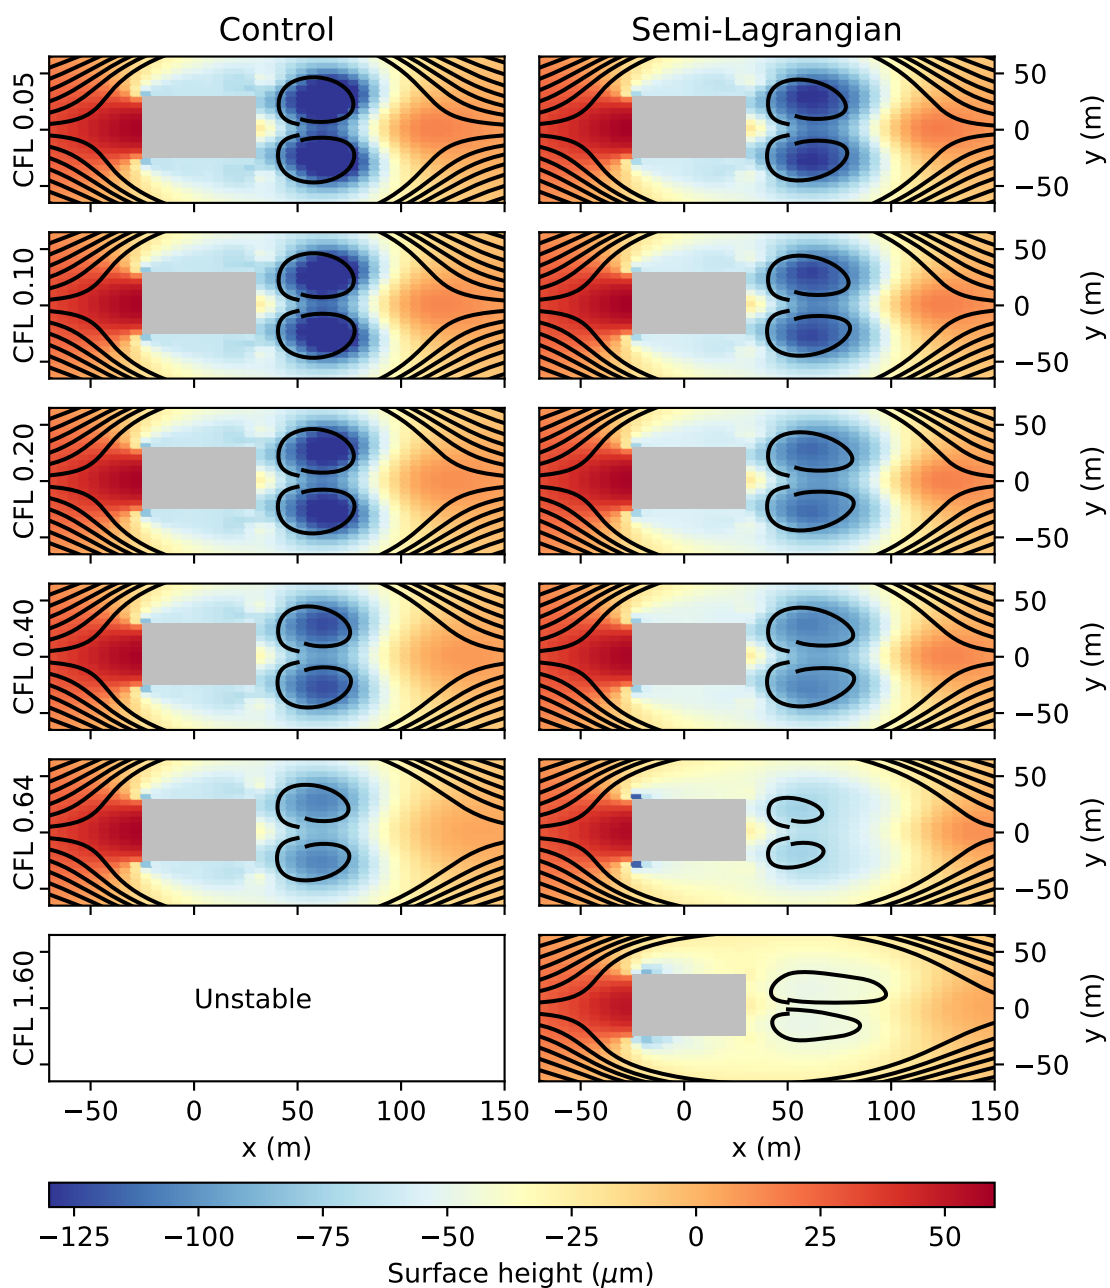 Control Semi-Lagrangian
CFL 0.05 50 0 −50 y (m)
CFL 0.10 50 0 −50 y (m)
CFL 0.20 50 0 −50 y (m)
CFL 0.40 50 0 −50 y (m)
CFL 0.64 50 0 −50 y (m)
CFL 1.60 Unstable 50 0 −50 y (m)
−50 0 50 100 150 −50 0 50 100 150
x (m) x (m)
−125 −100 −75 −50 −25 0 25 50
Surface height (μm)